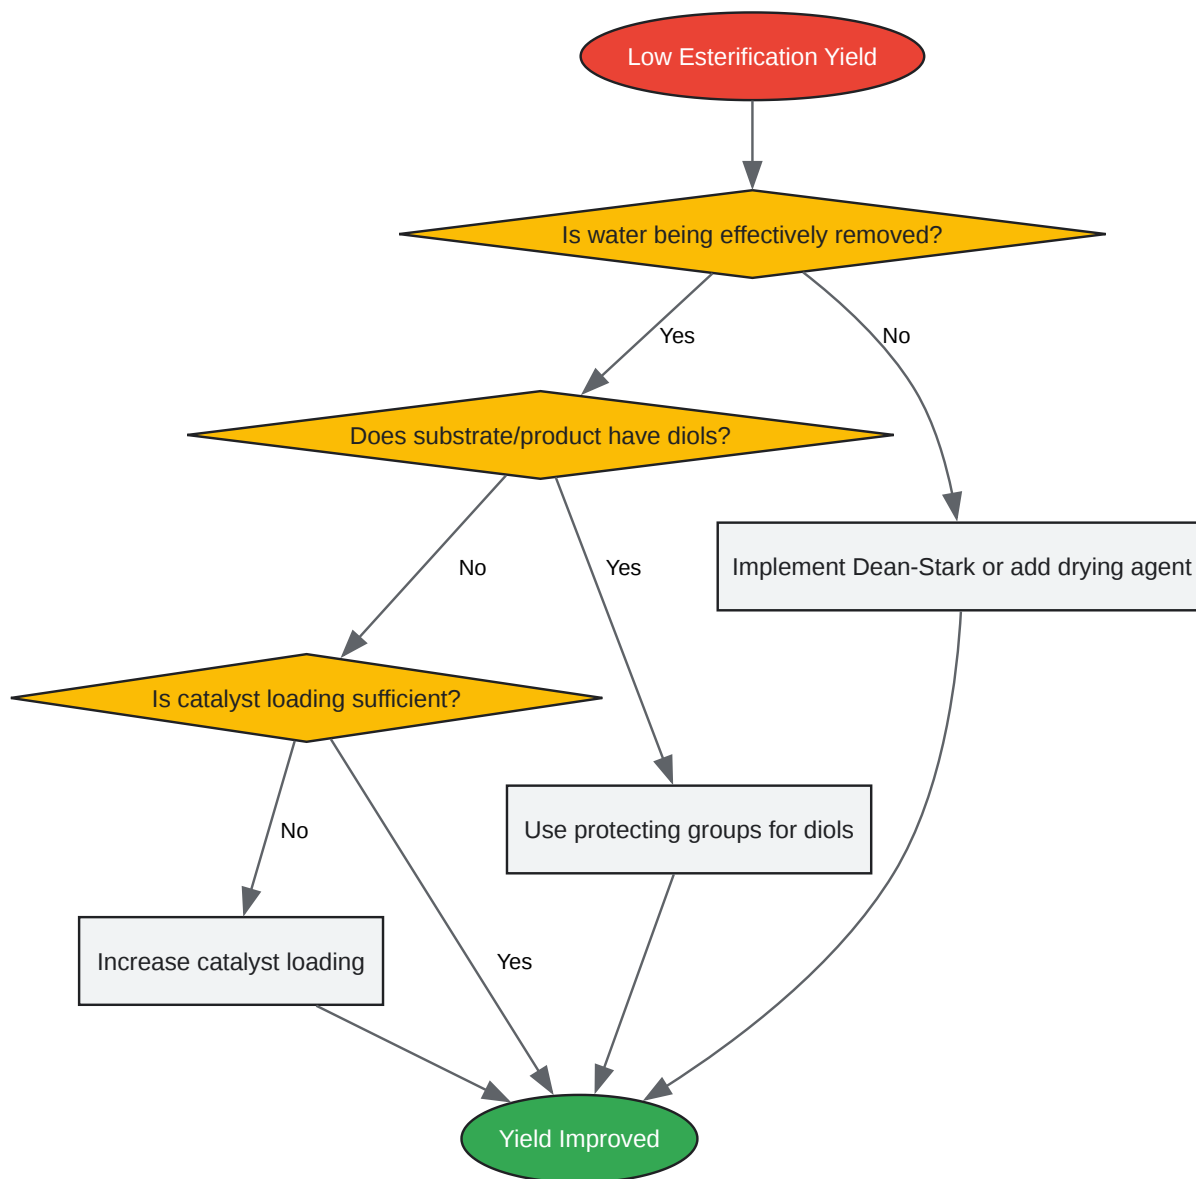 Low Esterification Yield
Is water being effectively removed?
Yes
No
Does substrate/product have diols?
No
Yes
Implement Dean-Stark or add drying agent
Is catalyst loading sufficient?
No
Use protecting groups for diols
Increase catalyst loading
Yes
Yield Improved